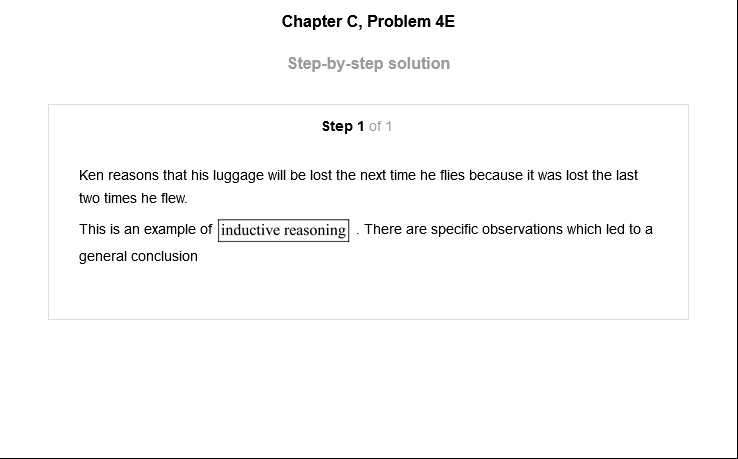 Chapter C, Problem 4E
Step-by-step solution
Step 1 of 1
Ken reasons that his luggage will be lost the next time he flies because it was lost the last
two times he flew.
This is an example of inductive reasoning . There are specific observations which led to a
general conclusion